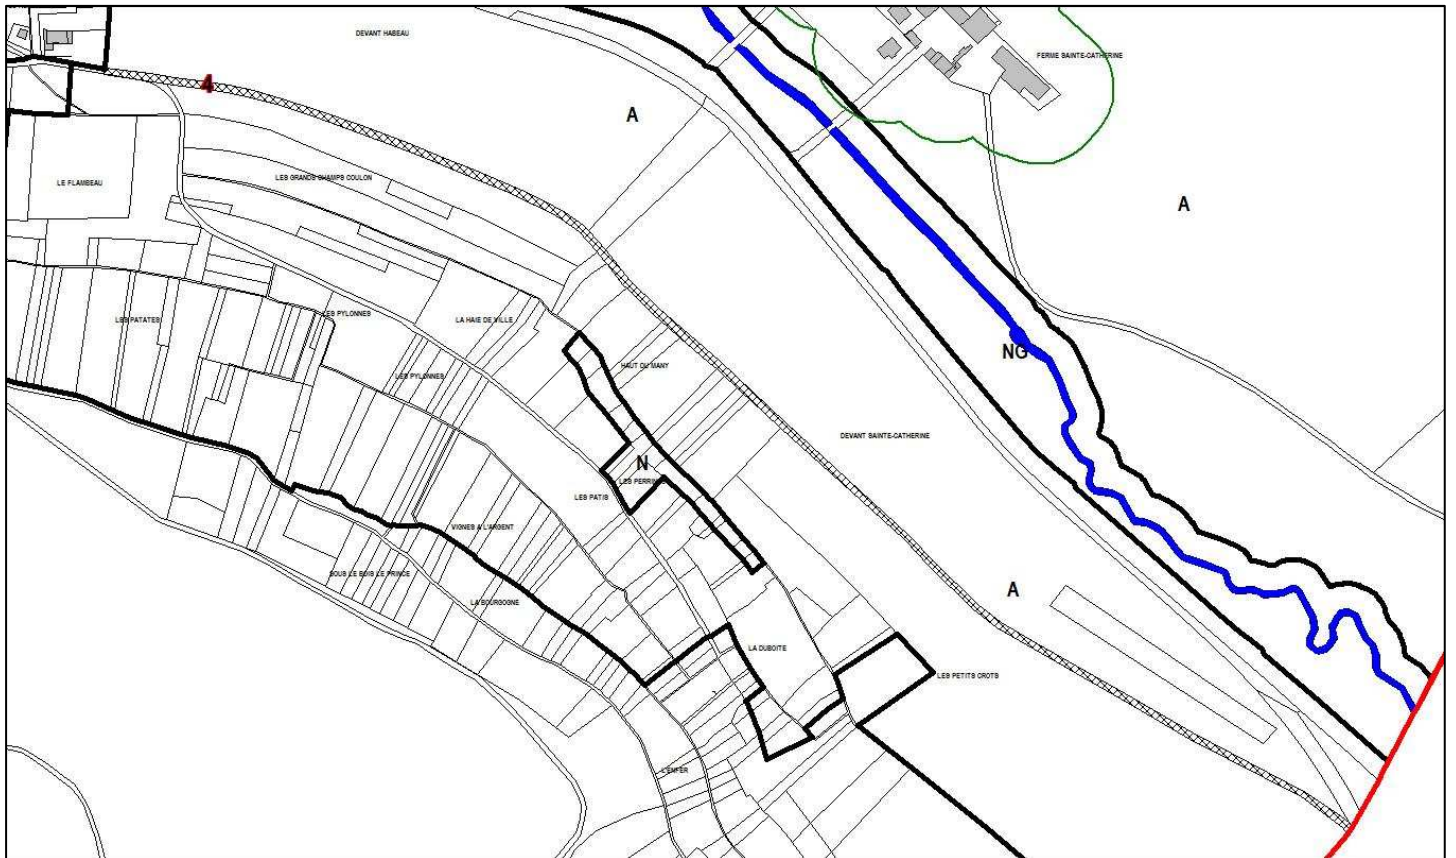 DEVANT HABEAU
FERME SAINTE-CATHERINE
4
A
LE FLAMBEAU
LES GRANDS CHAMPS COULON
A
LES PATATES
LES PYLONNES
LA HAIE DE VILLE
NG
HAUT DU MANY
LES PYLONNES
DEVANT SAINTE-CATHERINE
N
LES PATIS
VIGNES A L'ARGENT
SOUS LE BOIS LE PRINCE
A
LA BOURGOGNE
LA DUBOITE
LES PETITS CROTS
L'ENFER